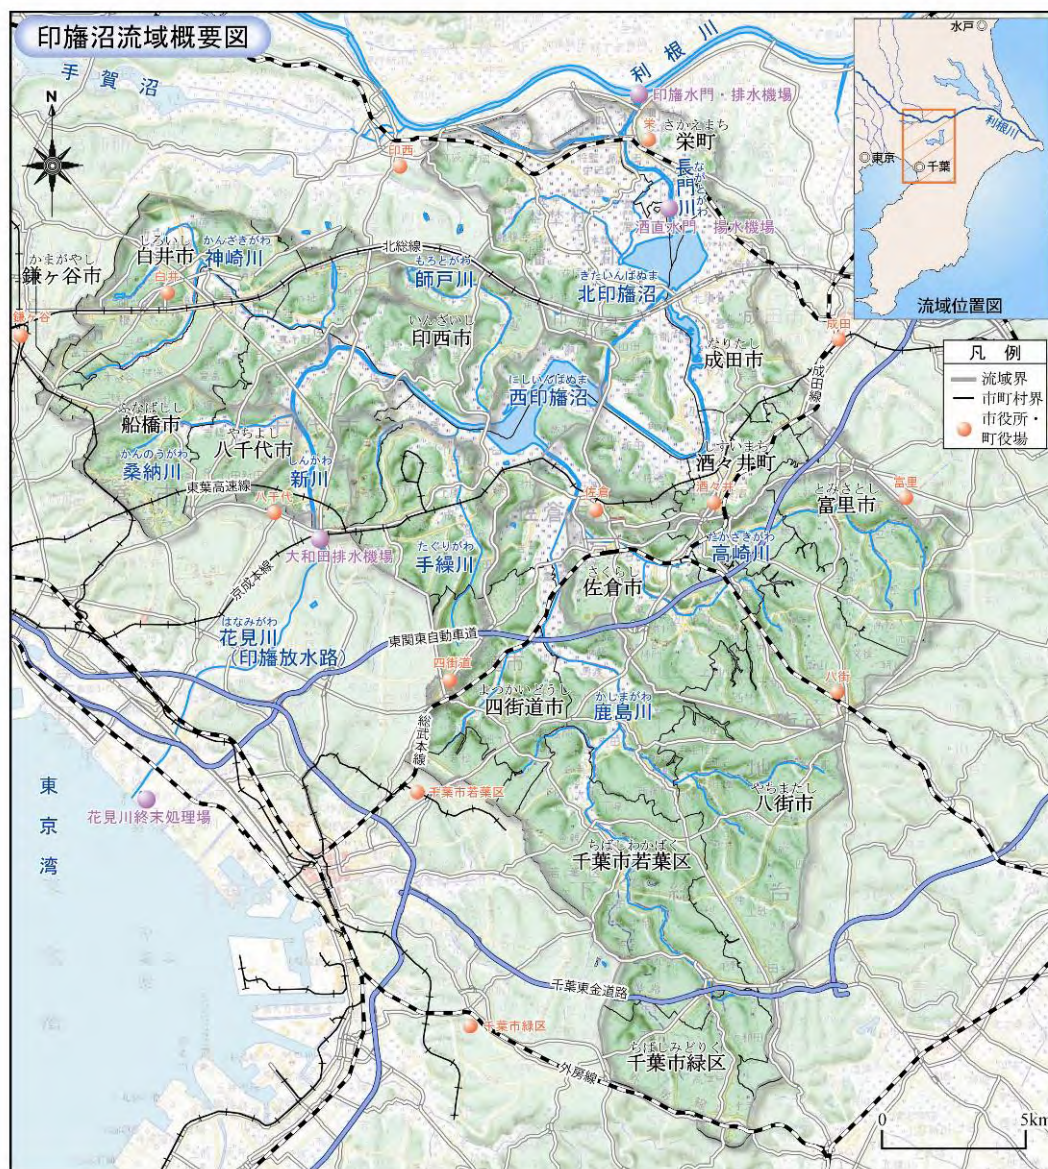 印旛沼流域概要図
手賀沼
利根川
印旛水門・排水機場
水戸
利根川
東京
千葉
流域位置図
N
印西
栄
さかえまち
栄町
ながとがわ
長門川
酒直水門 揚水機場
しろいし
白井市
白井
かんざきがわ
神崎川
かまがやし
鎌ヶ谷市
鎌ヶ谷
北総線
もろとがわ
師戸川
きたいんばぬま
北印旛沼
いんざいし
印西市
なりたし
成田市
成田
成田線
凡例
流域界
市町村界
市役所・
町役場
にしいんばぬま
西印旛沼
ふなばしし
船橋市
やちよし
八千代市
かんのうがわ
桑納川
しんかわ
新川
東葉高速線
八千代
大和田排水機場
しすいまち
酒々井町
酒々井
佐倉
とみさとし
富里市
富里
たかさきがわ
高崎川
たぐりがわ
手繰川
さくらし
佐倉市
京成本線
はなみがわ
花見川
(印旛放水路)
東関東自動車道
四街道
よつかいどうし
四街道市
かじまがわ
鹿島川
八街
総武本線
やちまたし
八街市
東京湾
花見川終末処理場
千葉市若葉区
ちばしわかばく
千葉市若葉区
千葉東金道路
千葉市緑区
ちばしみどりく
千葉市緑区
外房線
0 5km